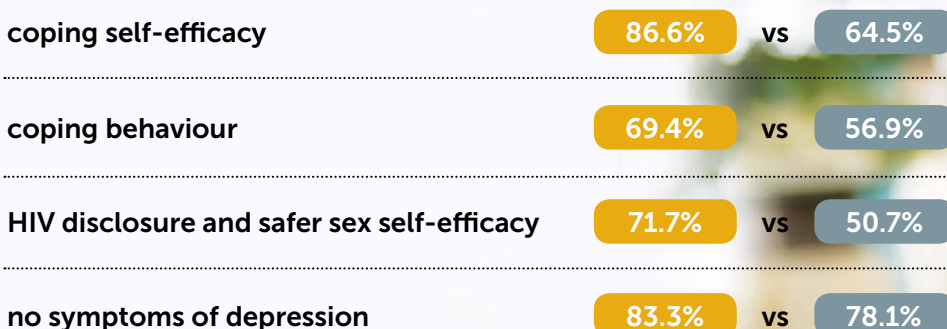 coping self-efficacy 86.6% vs 64.5%
coping behaviour 69.4% vs 56.9%
HIV disclosure and safer sex self-efficacy 71.7% vs 50.7%
no symptoms of depression 83.3% vs 78.1%